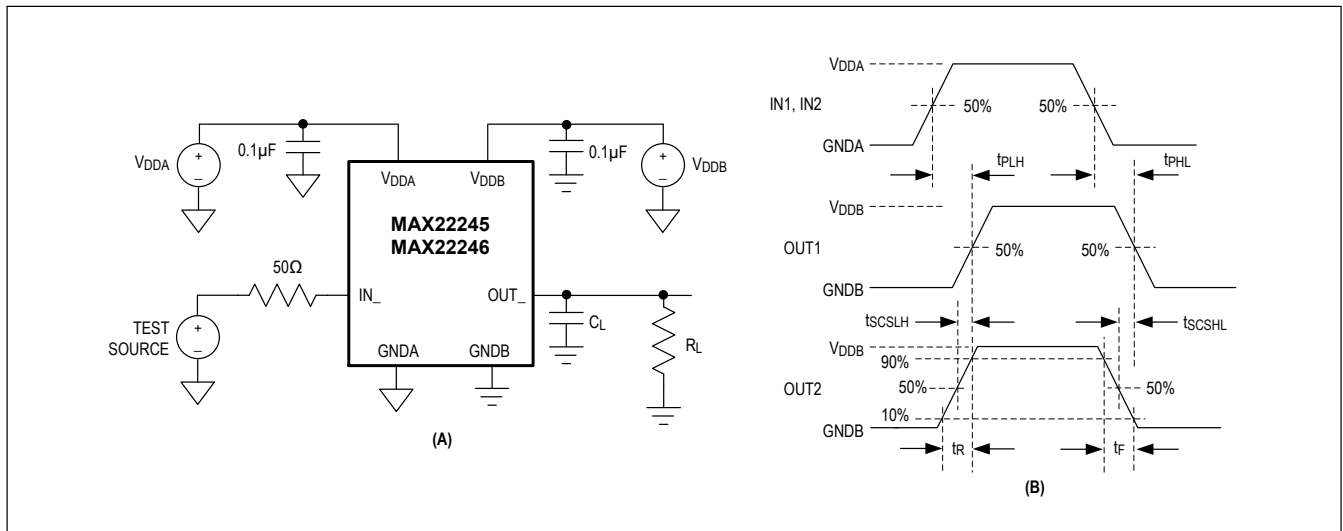 VDDA
0.1µF
0.1µF
VDDB
VDDA
VDDB
MAX22245
MAX22246
50Ω
IN_
OUT_
TEST
SOURCE
CL
RL
GNDA
GNDB
(A)
VDDA
IN1, IN2
50%
50%
GNDA
tPLH
tPHL
VDDB
OUT1
50%
50%
GNDB
tSCSLH
tSCSHL
VDDB
90%
OUT2
50%
50%
10%
GNDB
tR
tF
(B)